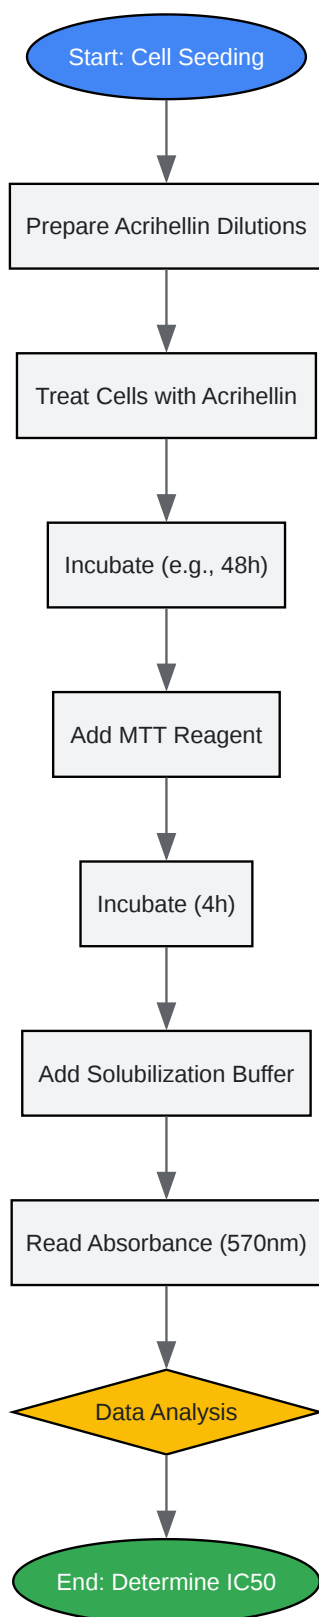 Start: Cell Seeding
Prepare Acrihellin Dilutions
Treat Cells with Acrihellin
Incubate (e.g., 48h)
Add MTT Reagent
Incubate (4h)
Add Solubilization Buffer
Read Absorbance (570nm)
Data Analysis
End: Determine IC50